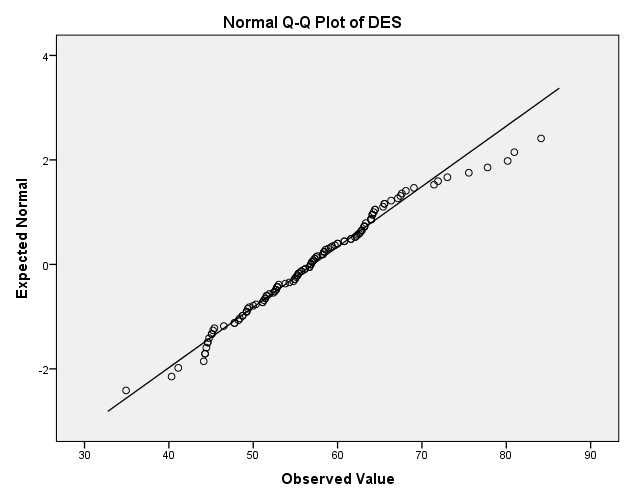 Normal Q-Q Plot of DES
4
2
0
-2
Expected Normal
30 40 50 60 70 80 90
Observed Value